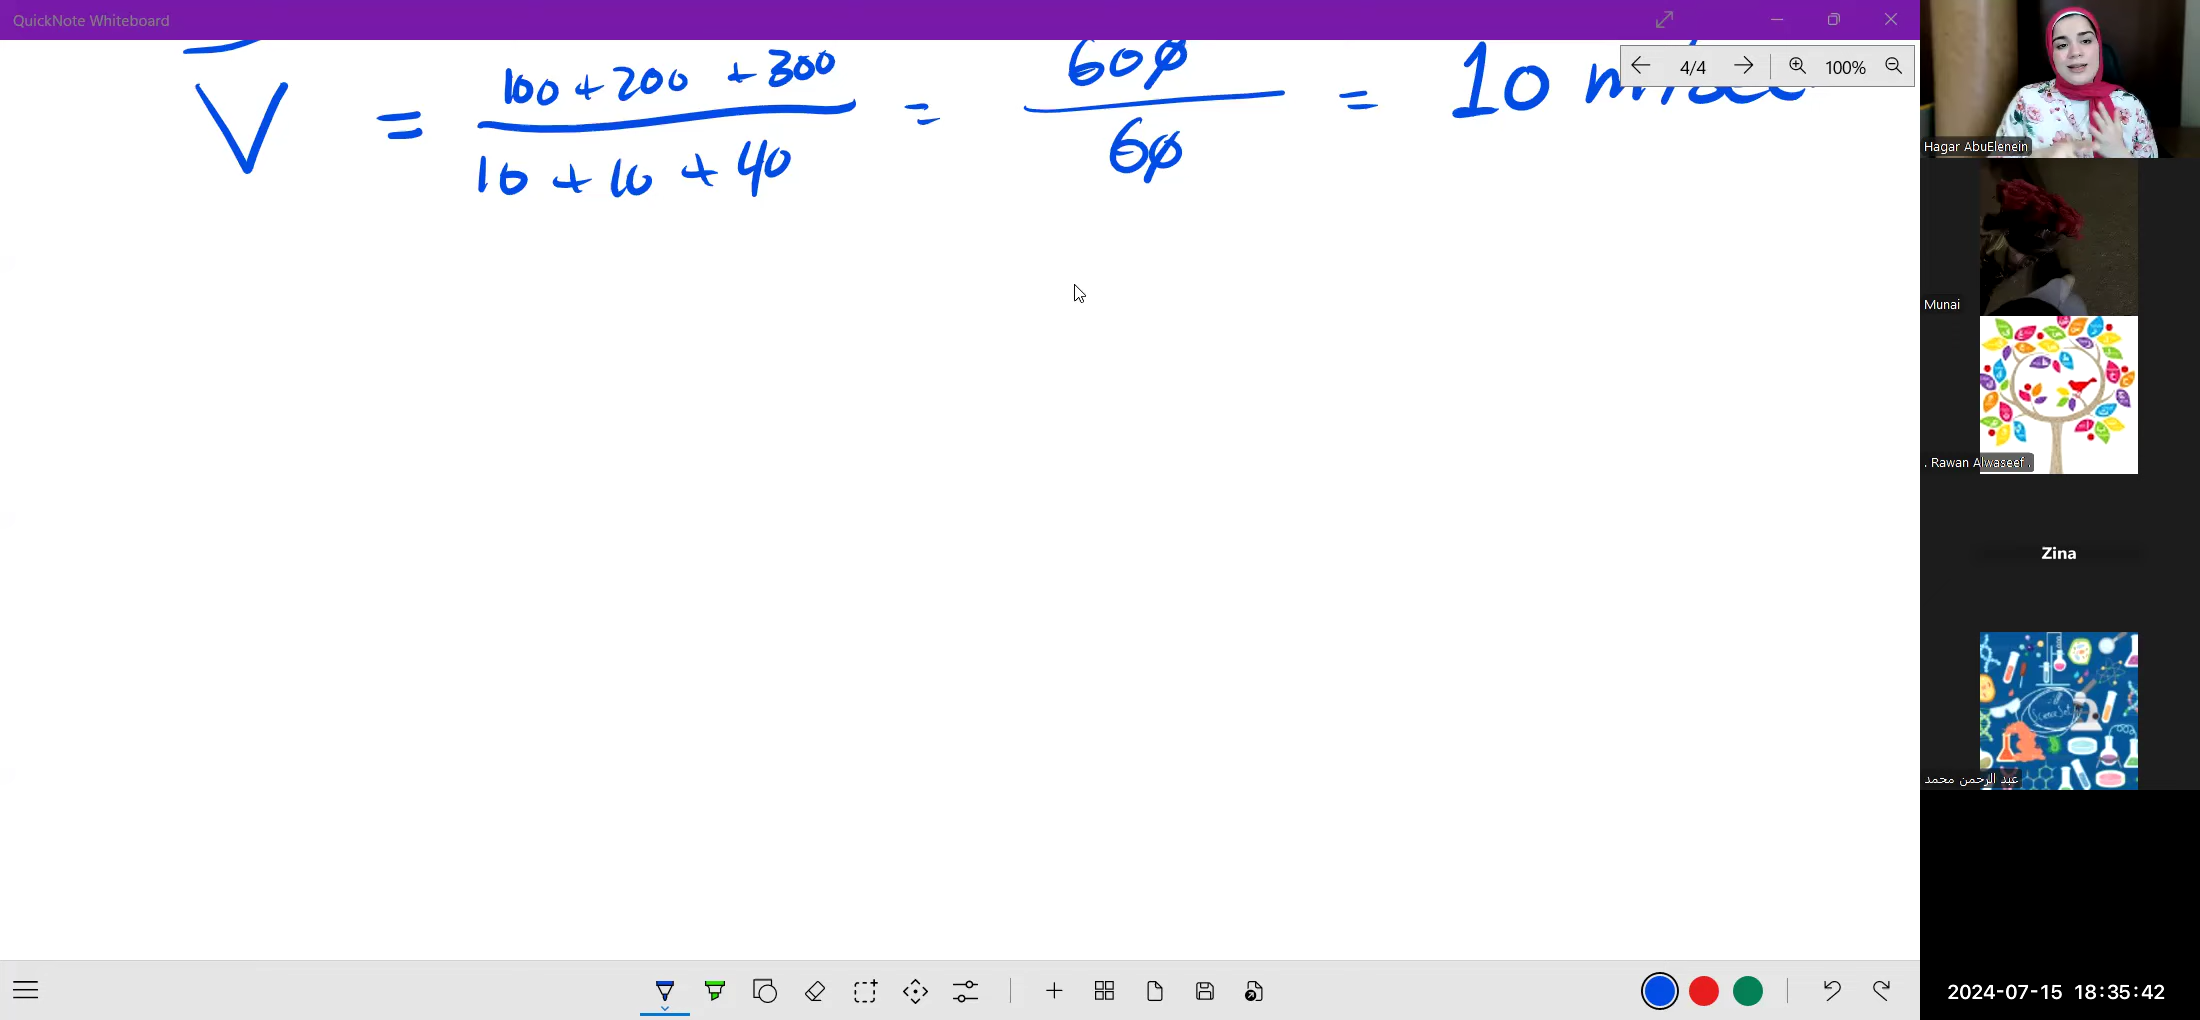 QuickNote Whiteboard
V = 100 + 200 + 300 / 10 + 10 + 40 = 600 / 60 = 10 m/sec
4/4
100%
Hagar AbuElenein
Munai
. Rawan Alwaseef .
Zina
عبد الرحمن محمد
2024-07-15 18:35:42